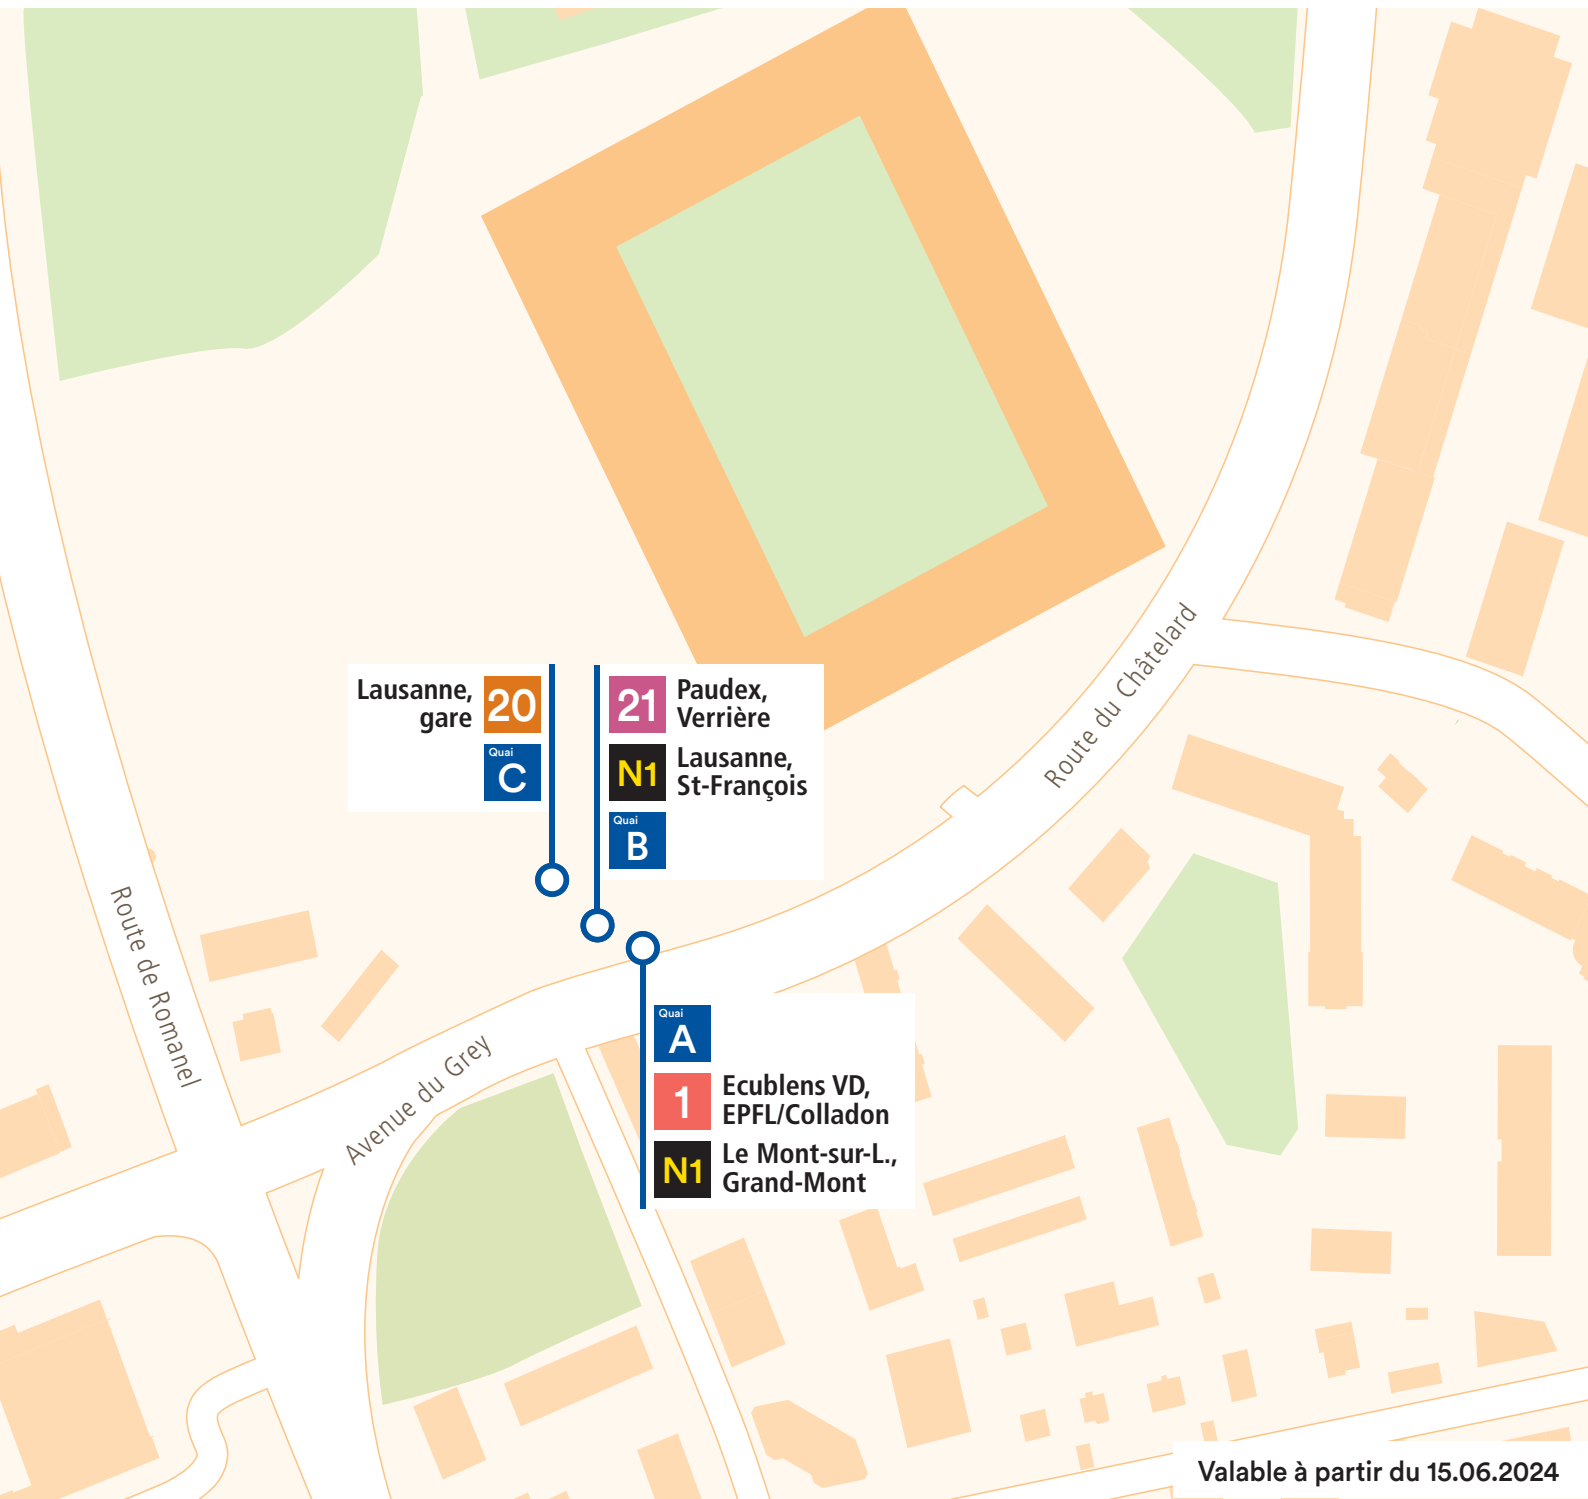 Route du Châtelard
Lausanne,
gare
20
Quai
C
21
Paudex,
Verrière
N1
Lausanne,
St-François
Quai
B
Route de Romanel
Avenue du Grey
Quai
A
1
Ecublens VD,
EPFL/Colladon
N1
Le Mont-sur-L.,
Grand-Mont
Valable à partir du 15.06.2024